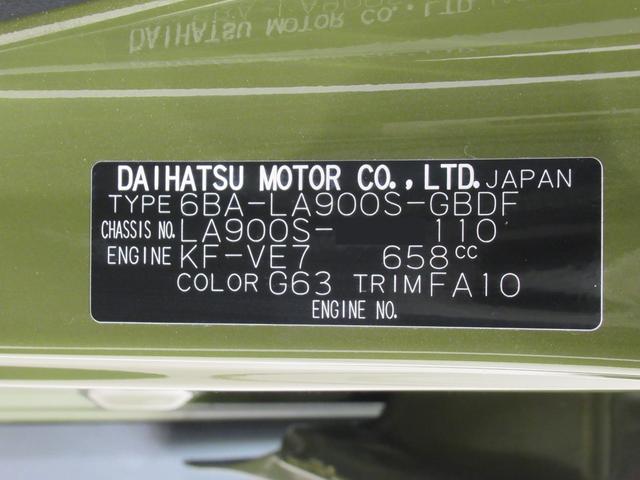 DAIHATSU MOTOR CO., LTD. JAPAN
TYPE 6BA-LA900S-GBDF
CHASSIS NO. LA900S- 110
ENGINE KF-VE7 658cc
COLOR G63 TRIM FA10
ENGINE NO.